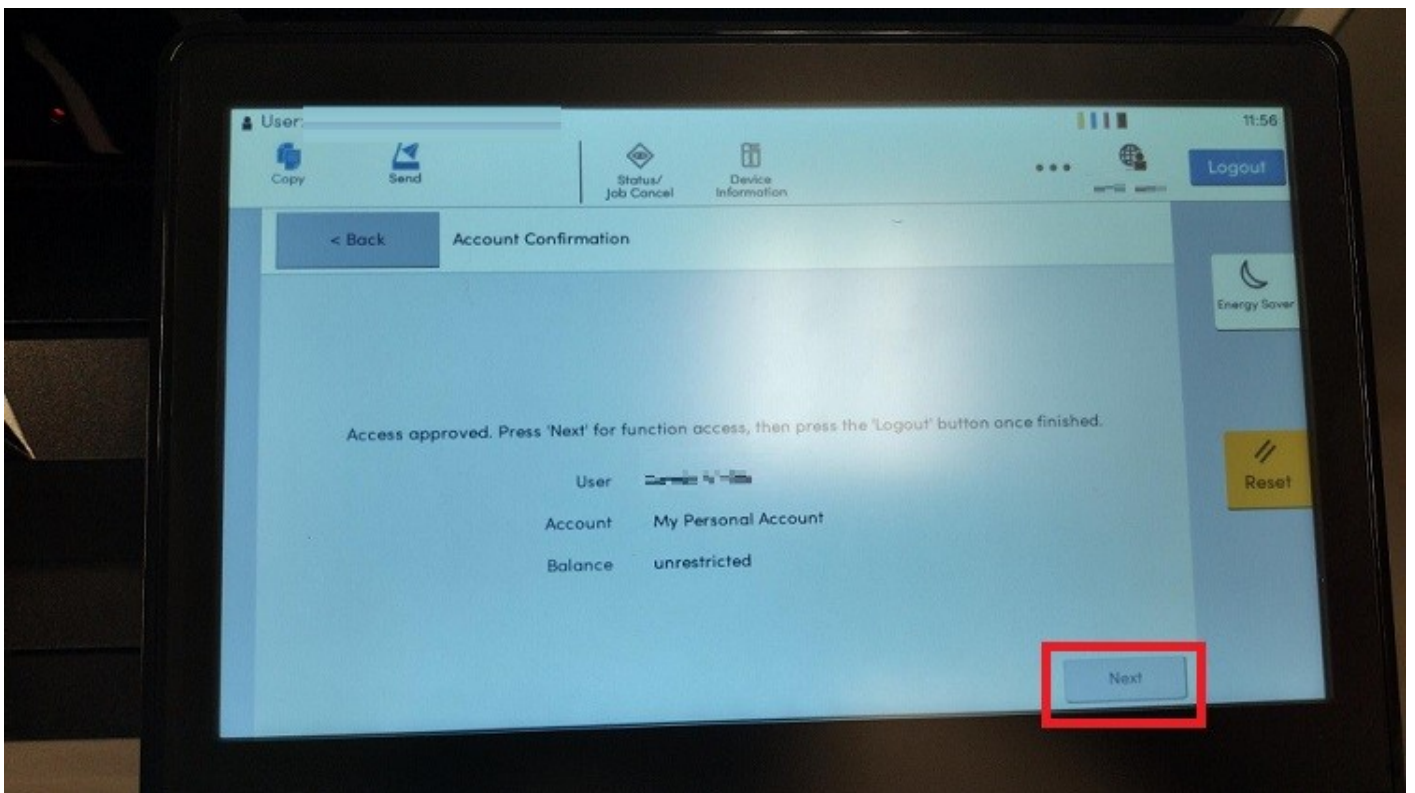 User:
11:56
Copy
Send
Status/
Job Cancel
Device
Information
Logout
< Back
Account Confirmation
Energy Saver
Access approved. Press 'Next' for function access, then press the 'Logout' button once finished.
Reset
User
Account My Personal Account
Balance unrestricted
Next